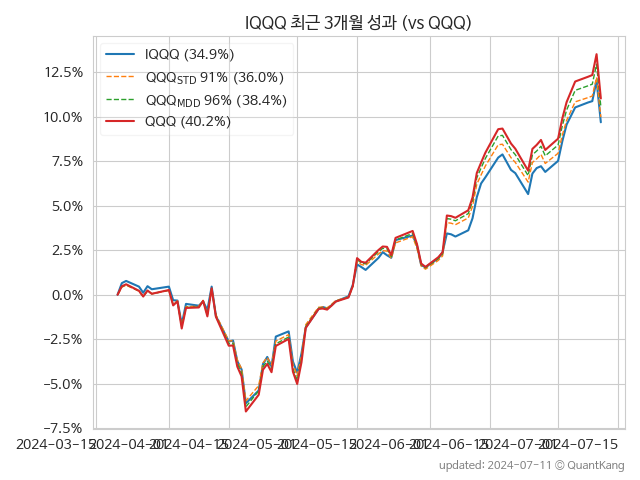 IQQQ 최근 3개월 성과 (vs QQQ)
IQQQ (34.9%)
QQQSTD 91% (36.0%)
QQQMDD 96% (38.4%)
QQQ (40.2%)
12.5%
10.0%
7.5%
5.0%
2.5%
0.0%
−2.5%
−5.0%
−7.5%
2024-03-15 2024-04-01 2024-04-15 2024-05-01 2024-05-15 2024-06-01 2024-06-15 2024-07-01 2024-07-15
updated: 2024-07-11 © QuantKang